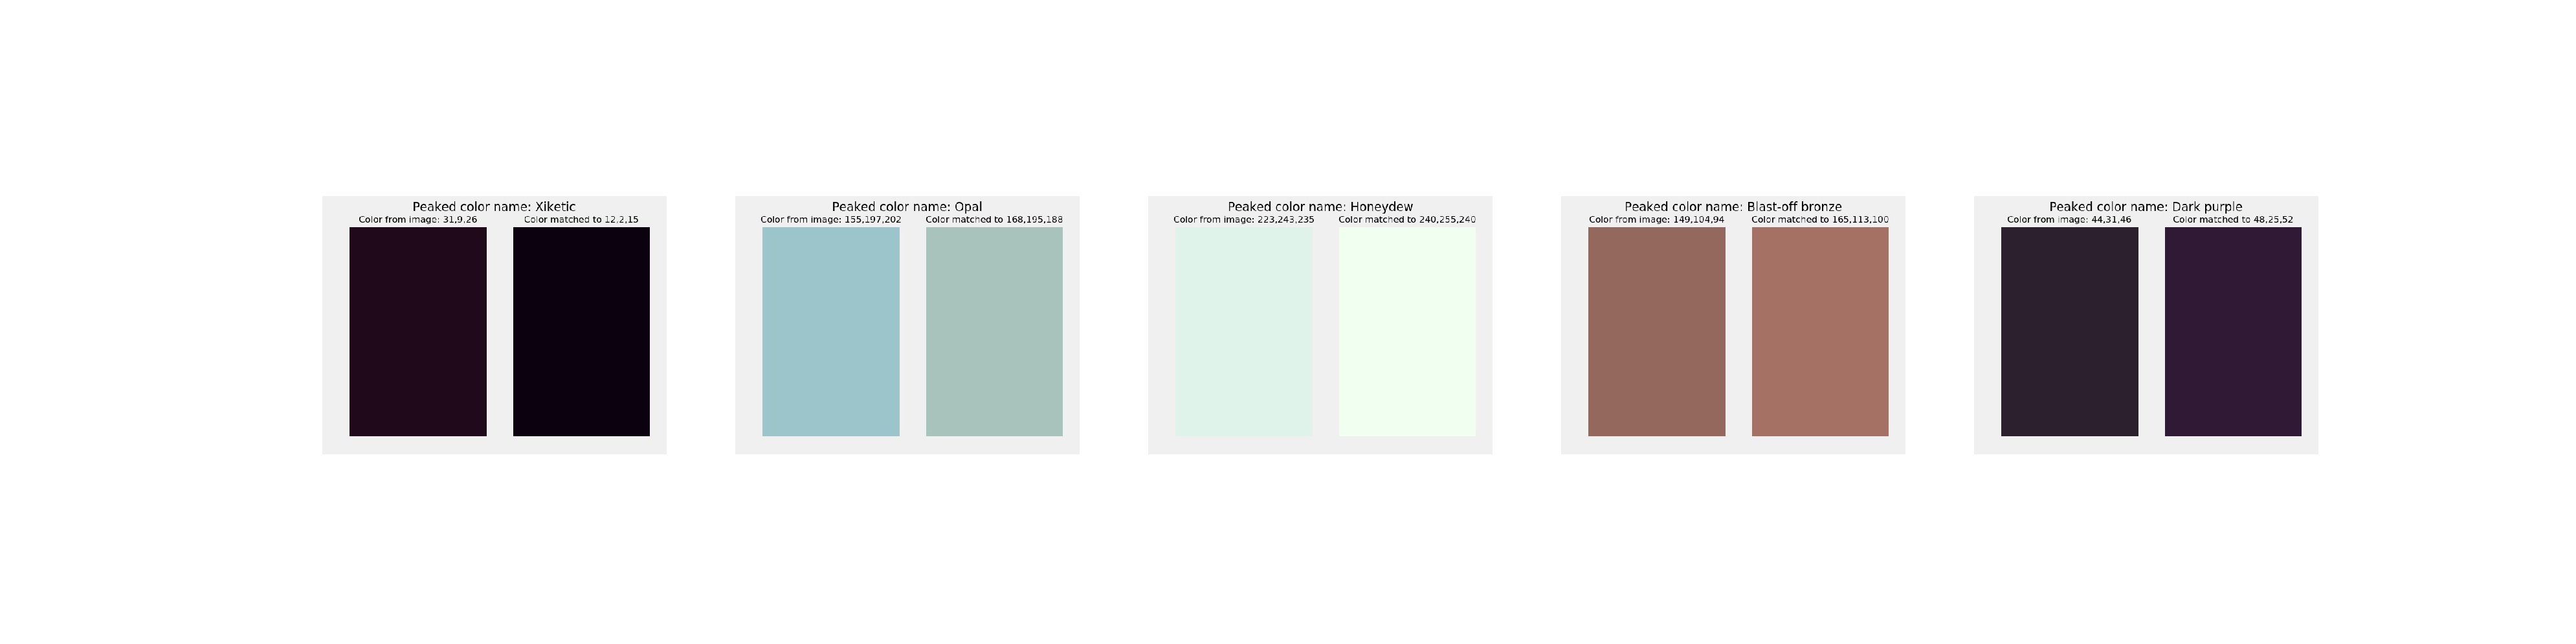 Peaked color name: Xiketic
Color from image: 31,9,26
Color matched to 12,2,15
Peaked color name: Opal
Color from image: 155,197,202
Color matched to 168,195,188
Peaked color name: Honeydew
Color from image: 223,243,235
Color matched to 240,255,240
Peaked color name: Blast-off bronze
Color from image: 149,104,94
Color matched to 165,113,100
Peaked color name: Dark purple
Color from image: 44,31,46
Color matched to 48,25,52